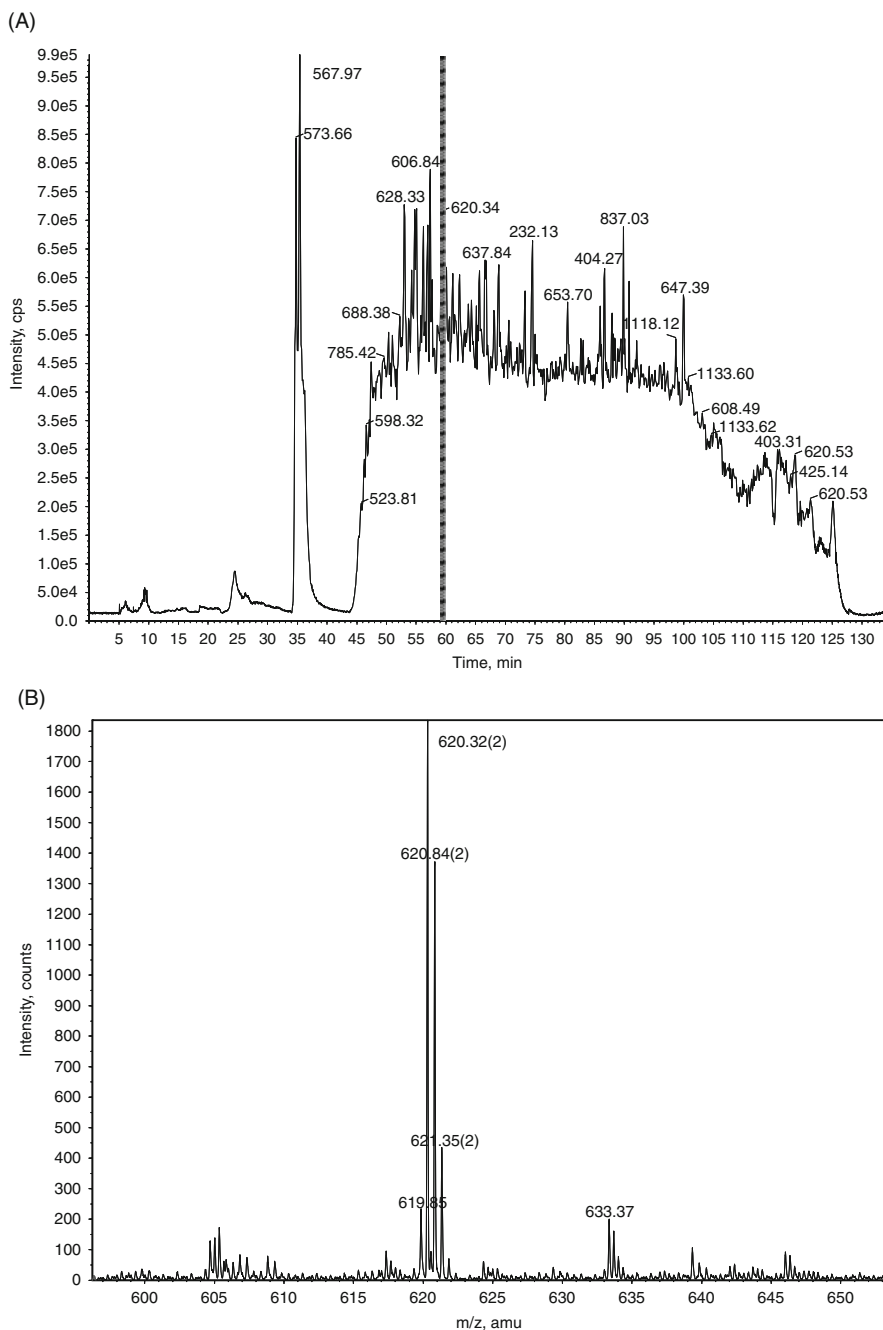 (A)
9.9e5
9.5e5
9.0e5
8.5e5
8.0e5
7.5e5
7.0e5
6.5e5
6.0e5
5.5e5
5.0e5
4.5e5
4.0e5
3.5e5
3.0e5
2.5e5
2.0e5
1.5e5
1.0e5
5.0e4
0.0
Intensity, cps
567.97
573.66
606.84
628.33
620.34
637.84
232.13
837.03
404.27
653.70
647.39
688.38
1118.12
785.42
1133.60
598.32
608.49
1133.62
403.31
620.53
425.14
523.81
620.53
5 10 15 20 25 30 35 40 45 50 55 60 65 70 75 80 85 90 95 100 105 110 115 120 125 130
Time, min
(B)
1800
1700
1600
1500
1400
1300
1200
1100
1000
900
800
700
600
500
400
300
200
100
0
Intensity, counts
620.32(2)
620.84(2)
621.35(2)
619.85
633.37
600 605 610 615 620 625 630 635 640 645 650
m/z, amu